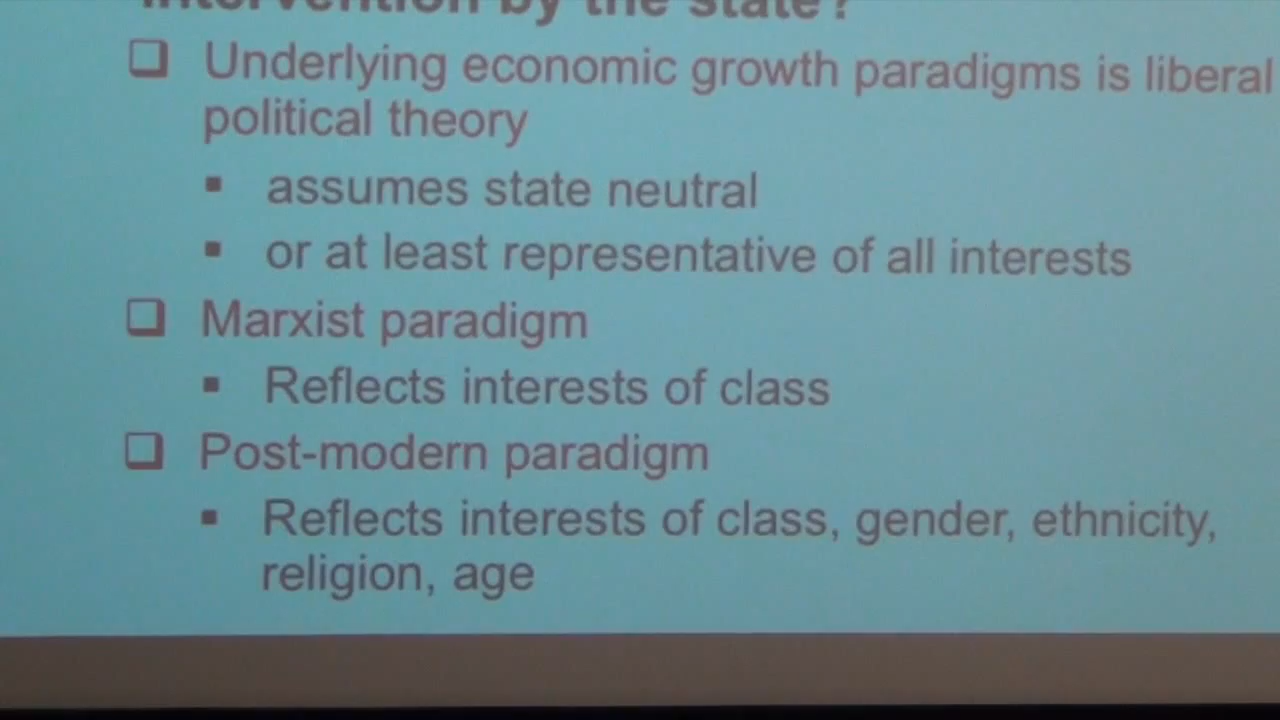 intervention by the state?
Underlying economic growth paradigms is liberal
political theory
assumes state neutral
or at least representative of all interests
Marxist paradigm
Reflects interests of class
Post-modern paradigm
Reflects interests of class, gender, ethnicity,
religion, age